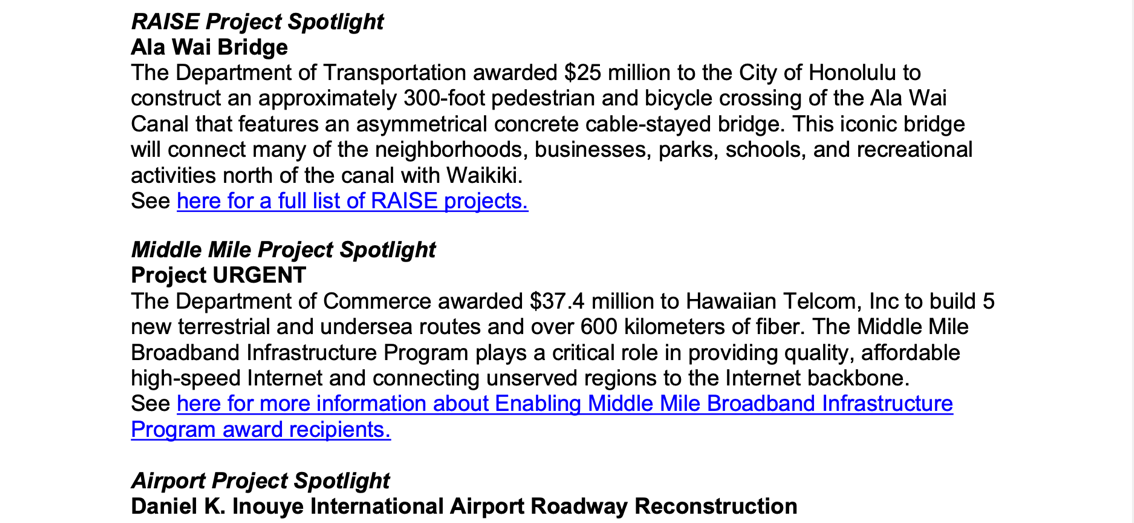 RAISE Project Spotlight
Ala Wai Bridge
The Department of Transportation awarded $25 million to the City of Honolulu to
construct an approximately 300-foot pedestrian and bicycle crossing of the Ala Wai
Canal that features an asymmetrical concrete cable-stayed bridge. This iconic bridge
will connect many of the neighborhoods, businesses, parks, schools, and recreational
activities north of the canal with Waikiki.
See here for a full list of RAISE projects.
Middle Mile Project Spotlight
Project URGENT
The Department of Commerce awarded $37.4 million to Hawaiian Telcom, Inc to build 5
new terrestrial and undersea routes and over 600 kilometers of fiber. The Middle Mile
Broadband Infrastructure Program plays a critical role in providing quality, affordable
high-speed Internet and connecting unserved regions to the Internet backbone.
See here for more information about Enabling Middle Mile Broadband Infrastructure
Program award recipients.
Airport Project Spotlight
Daniel K. Inouye International Airport Roadway Reconstruction